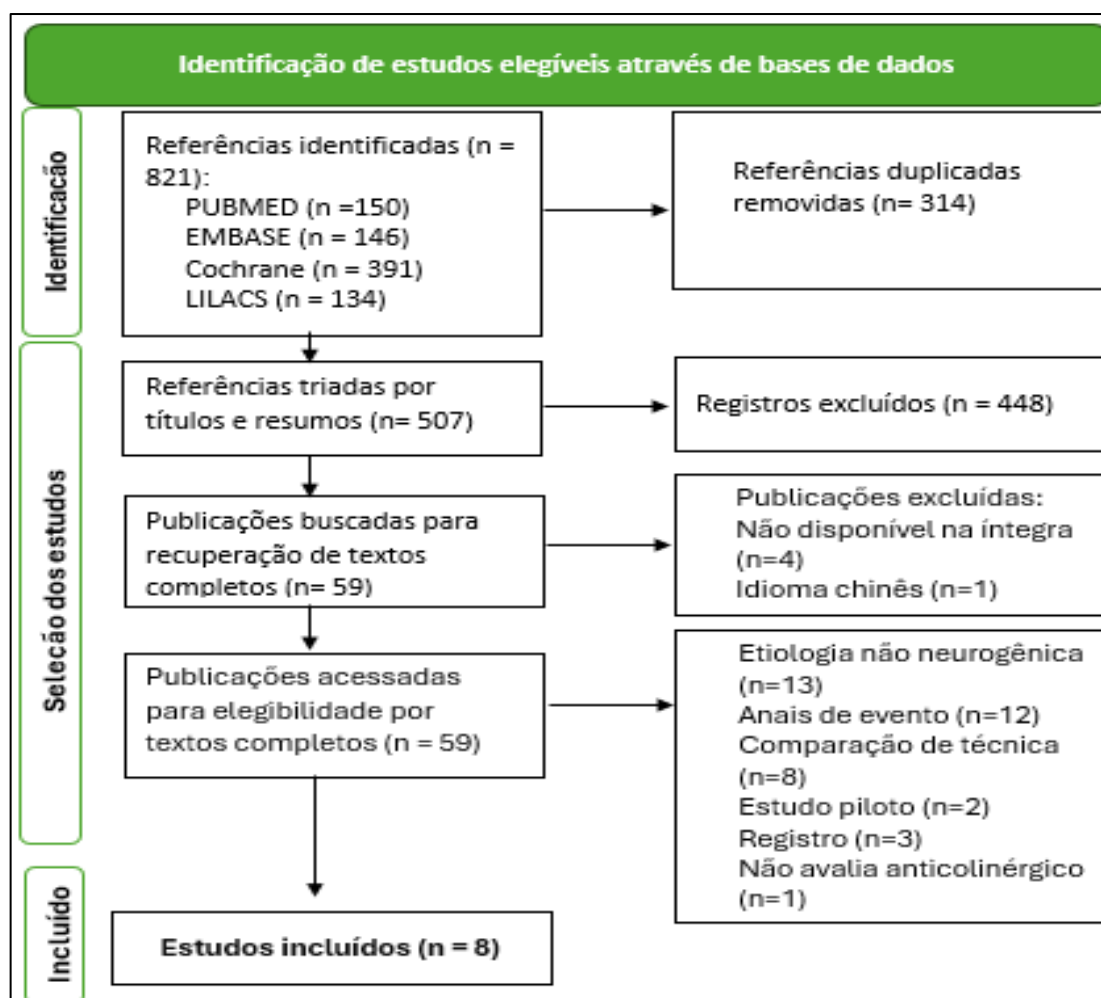 Identificação de estudos elegíveis através de bases de dados
Identificação
Referências identificadas (n =
821):
PUBMED (n =150)
EMBASE (n = 146)
Cochrane (n = 391)
LILACS (n = 134)
Referências duplicadas
removidas (n= 314)
Seleção dos estudos
Referências triadas por
títulos e resumos (n= 507)
Registros excluídos (n = 448)
Publicações buscadas para
recuperação de textos
completos (n= 59)
Publicações excluídas:
Não disponível na íntegra
(n=4)
Idioma chinês (n=1)
Publicações acessadas
para elegibilidade por
textos completos (n = 59)
Etiologia não neurogênica
(n=13)
Anais de evento (n=12)
Comparação de técnica
(n=8)
Estudo piloto (n=2)
Registro (n=3)
Não avalia anticolinérgico
(n=1)
Incluído
Estudos incluídos (n = 8)